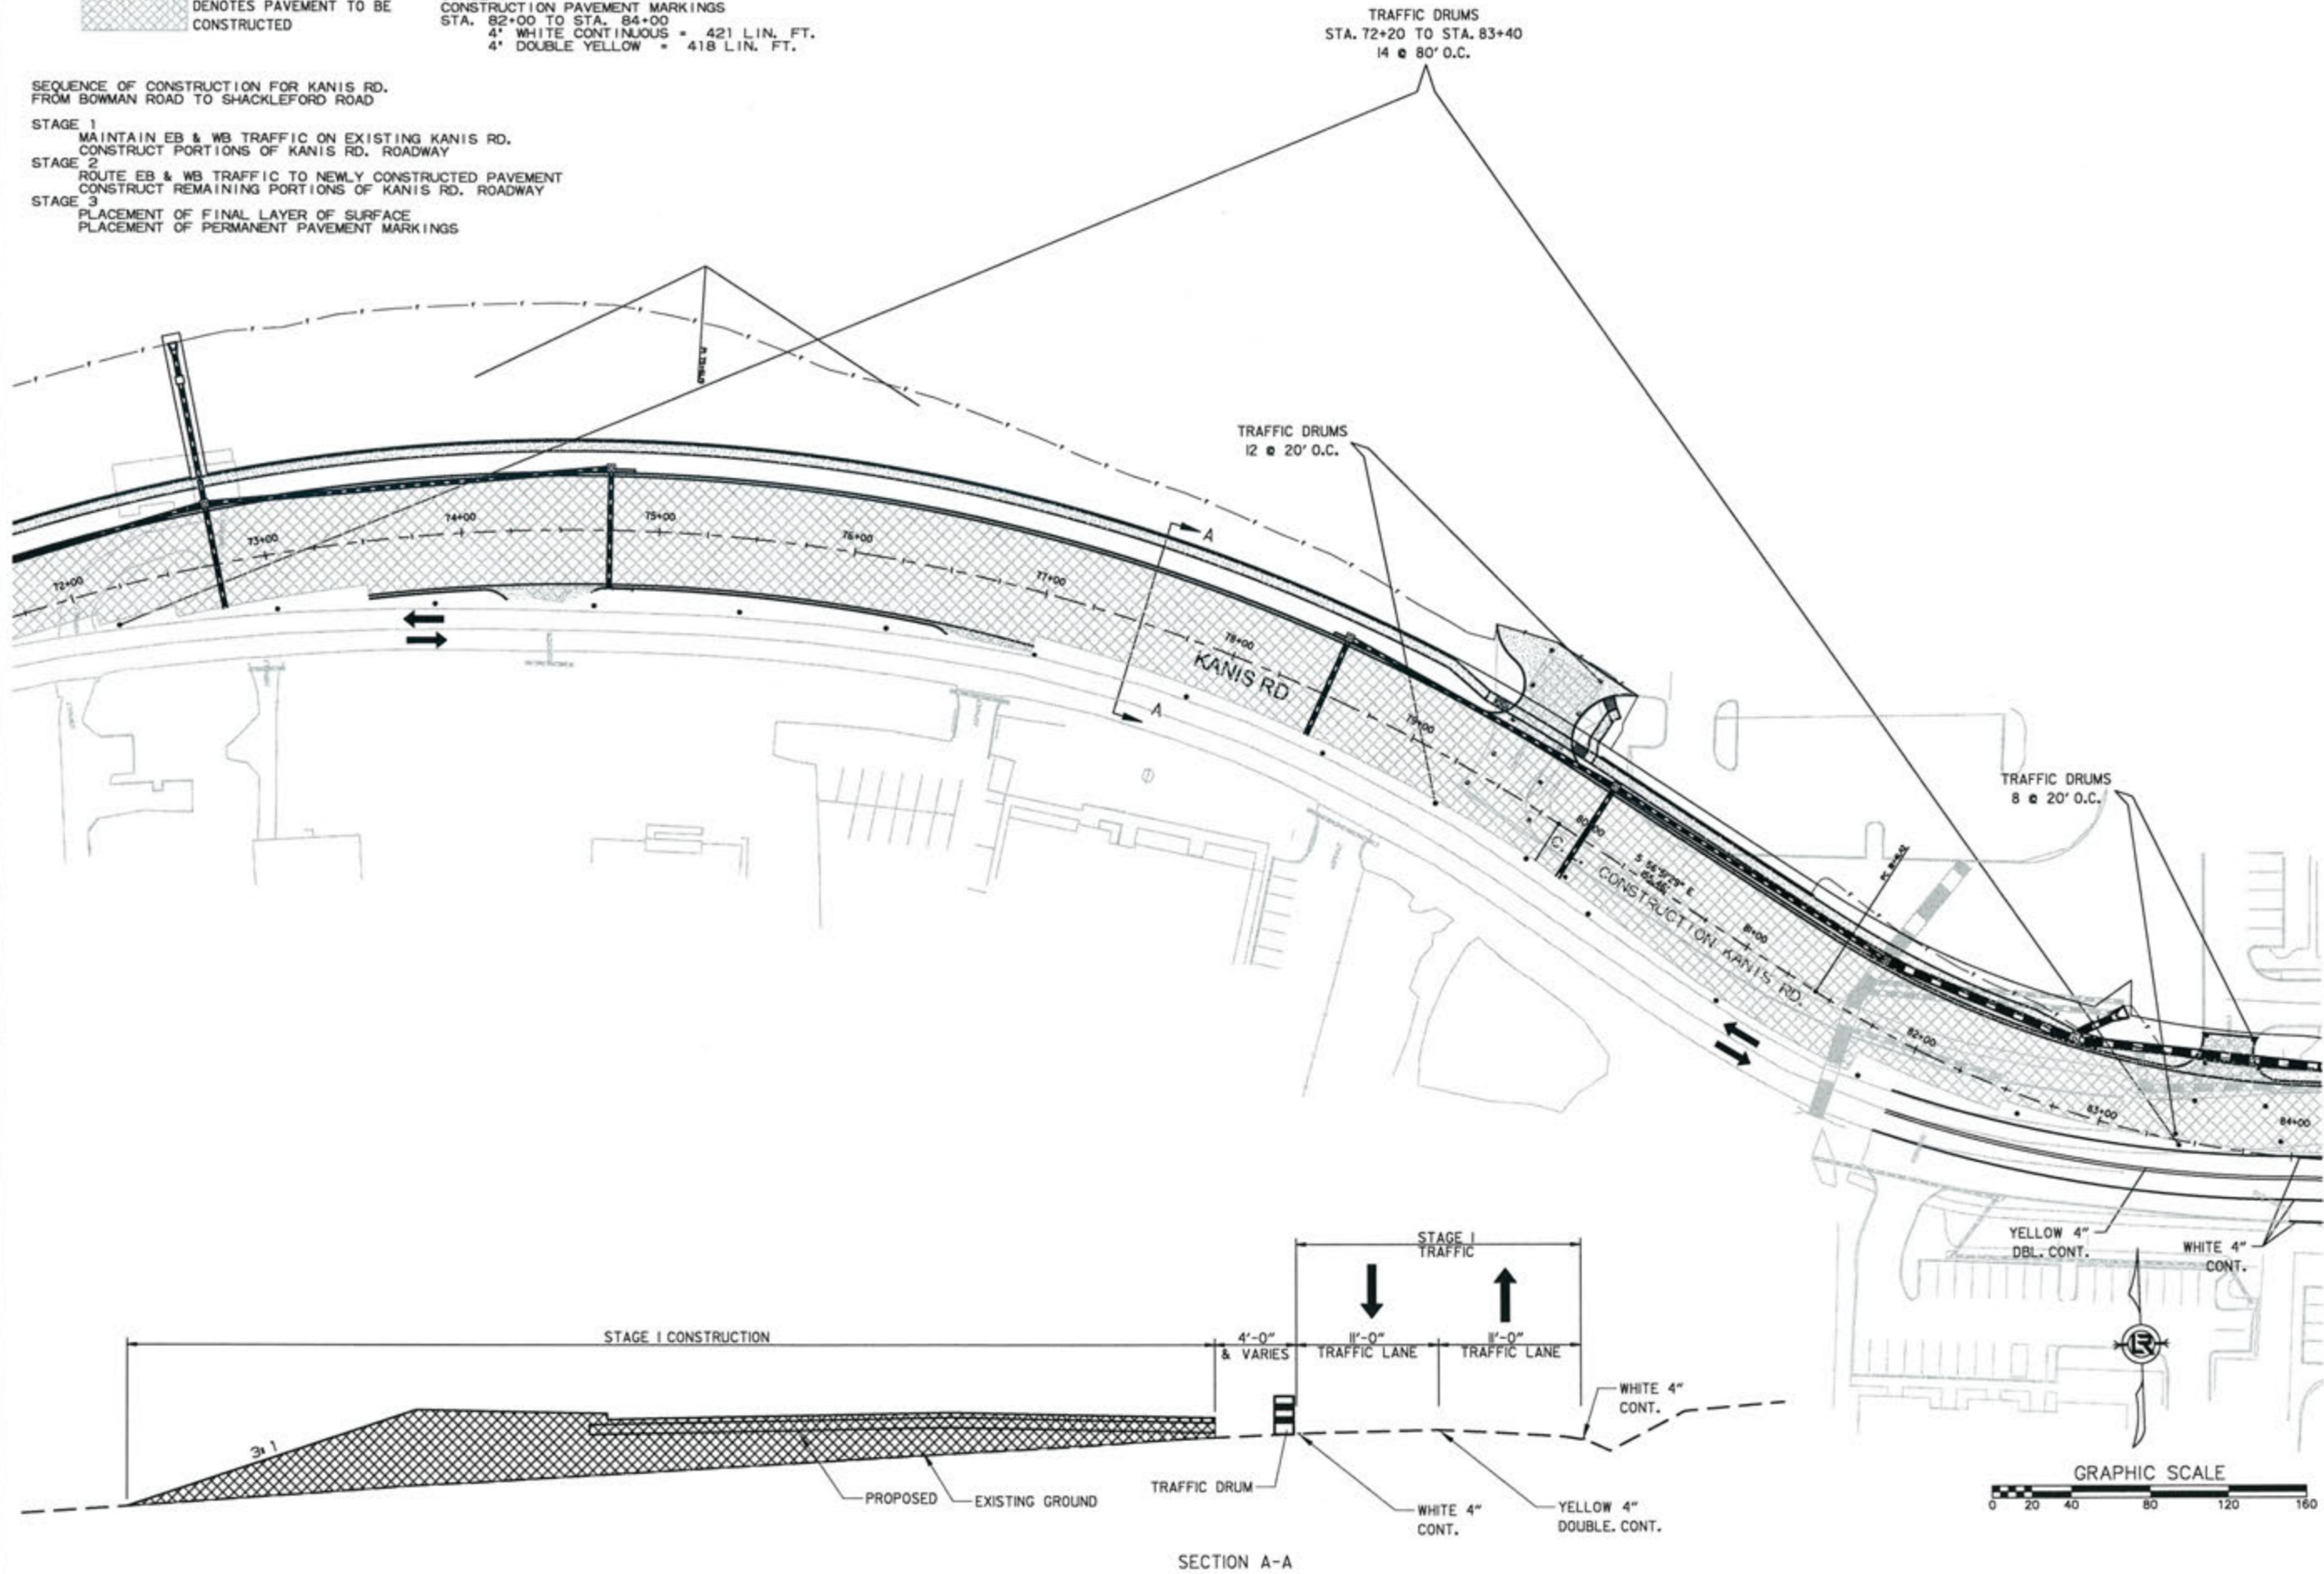 DENOTES PAVEMENT TO BE
CONSTRUCTED
CONSTRUCTION PAVEMENT MARKINGS
STA. 82+00 TO STA. 84+00
4" WHITE CONTINUOUS = 421 LIN. FT.
4" DOUBLE YELLOW = 418 LIN. FT.
SEQUENCE OF CONSTRUCTION FOR KANIS RD.
FROM BOWMAN ROAD TO SHACKLEFORD ROAD
STAGE 1
MAINTAIN EB & WB TRAFFIC ON EXISTING KANIS RD.
CONSTRUCT PORTIONS OF KANIS RD. ROADWAY
STAGE 2
ROUTE EB & WB TRAFFIC TO NEWLY CONSTRUCTED PAVEMENT
CONSTRUCT REMAINING PORTIONS OF KANIS RD. ROADWAY
STAGE 3
PLACEMENT OF FINAL LAYER OF SURFACE
PLACEMENT OF PERMANENT PAVEMENT MARKINGS
TRAFFIC DRUMS
STA. 72+20 TO STA. 83+40
14 @ 80' O.C.
TRAFFIC DRUMS
12 @ 20' O.C.
TRAFFIC DRUMS
8 @ 20' O.C.
72+00
73+00
74+00
75+00
76+00
77+00
78+00
79+00
80+00
81+00
82+00
83+00
84+00
A
A
KANIS RD
C.L. CONSTRUCTION KANIS RD.
YELLOW 4"
DBL. CONT.
WHITE 4"
CONT.
STAGE 1
TRAFFIC
STAGE 1 CONSTRUCTION
4'-0"
& VARIES
11'-0"
TRAFFIC LANE
11'-0"
TRAFFIC LANE
3:1
PROPOSED
EXISTING GROUND
TRAFFIC DRUM
WHITE 4"
CONT.
YELLOW 4"
DOUBLE. CONT.
WHITE 4"
CONT.
SECTION A-A
LR
GRAPHIC SCALE
0 20 40 80 120 160